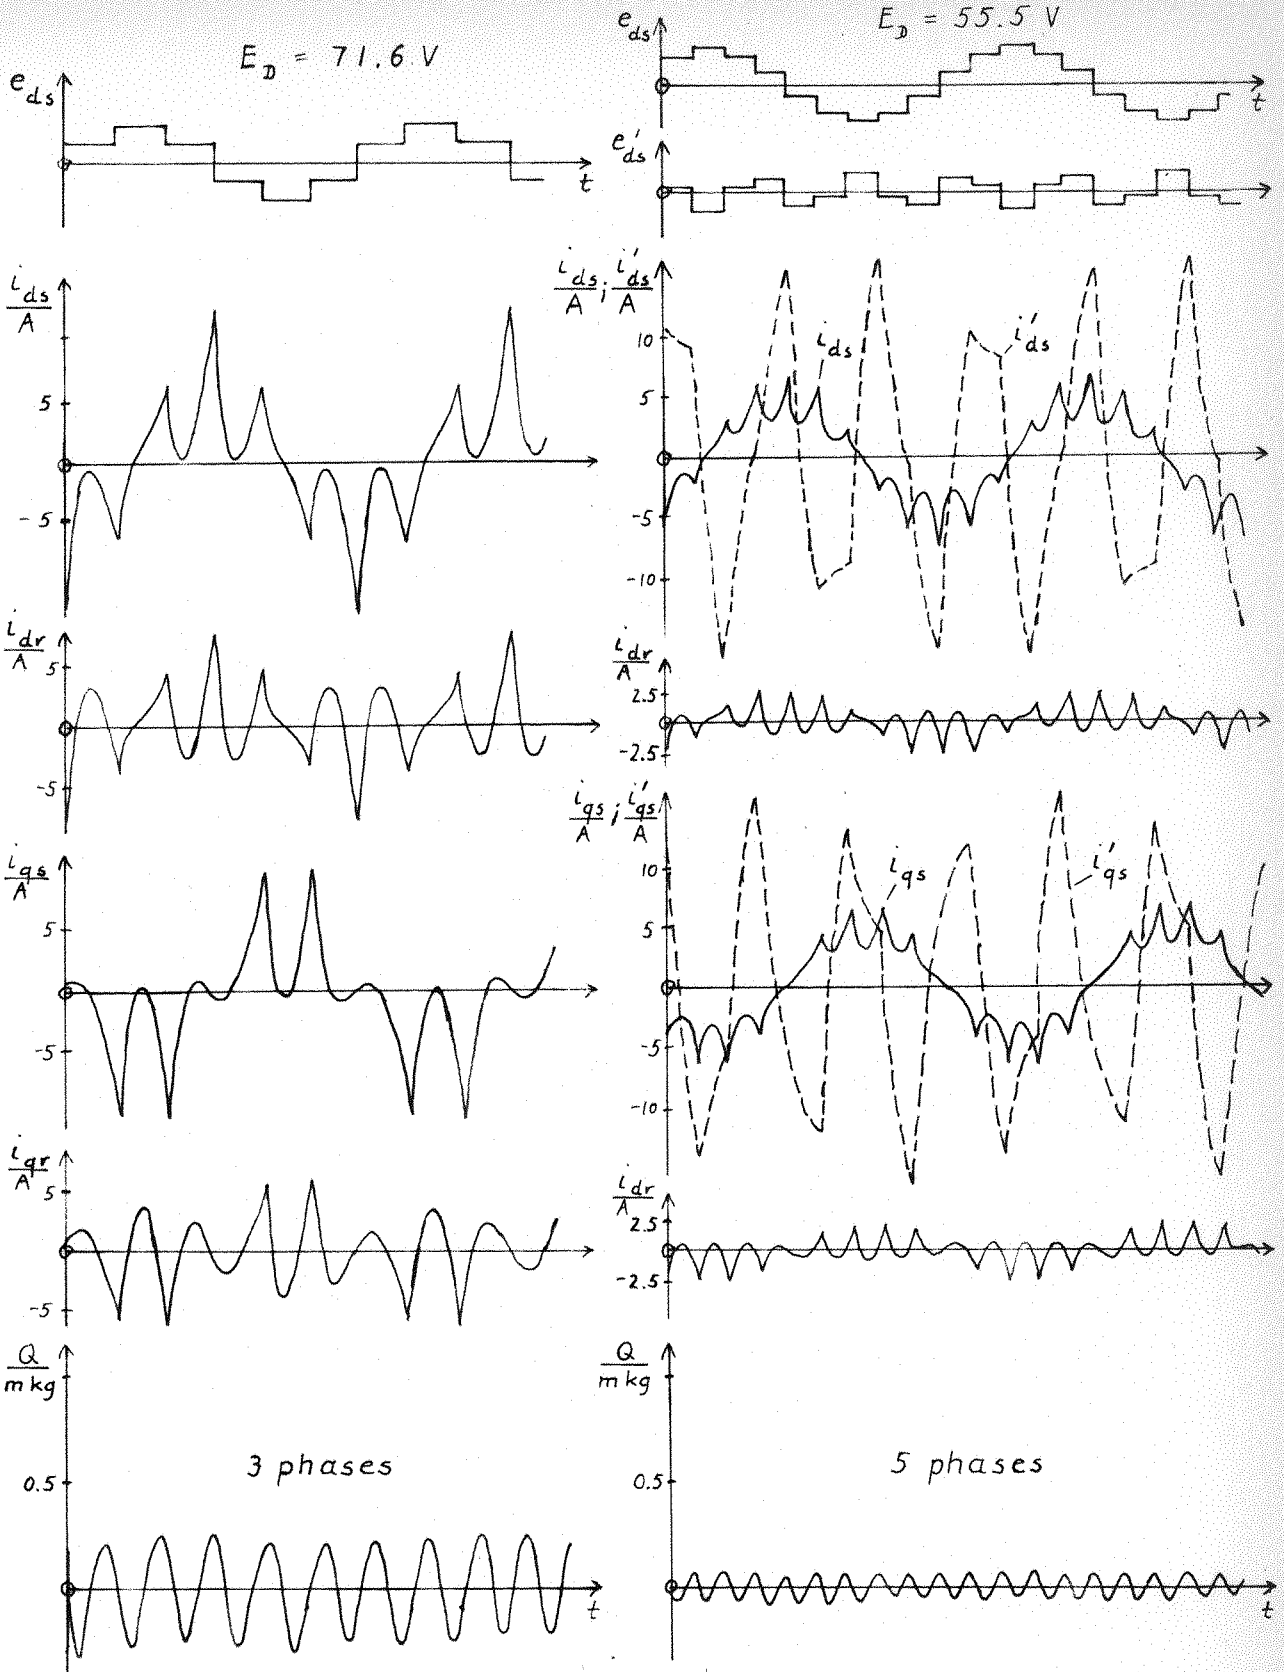 E_D = 71.6 V
e_ds
t
i_ds/A
5
-5
i_dr/A
5
-5
i_qs/A
5
-5
i_qr/A
5
-5
Q/mkg
0.5
3 phases
t
E_D = 55.5 V
e_ds
t
e'_ds
i_ds/A ; i'_ds/A
10
5
-5
-10
i_ds
i'_ds
i_dr/A
2.5
-2.5
i_qs/A ; i'_qs/A
10
5
-5
-10
i_qs
i'_qs
i_dr/A
2.5
-2.5
Q/mkg
0.5
5 phases
t